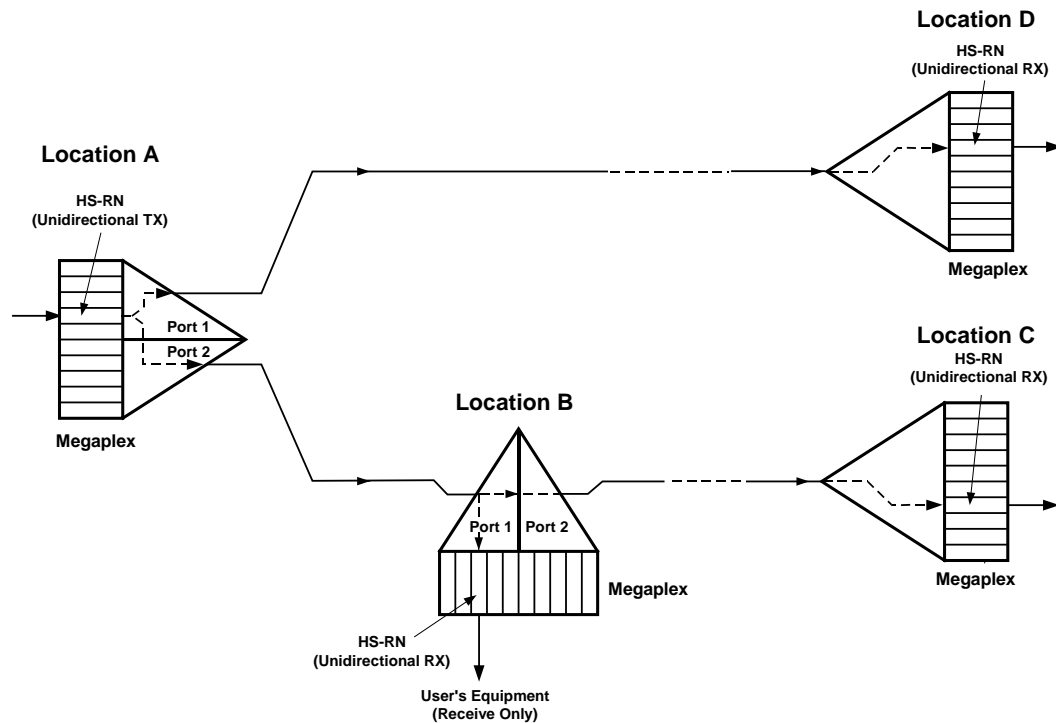 Location D
HS-RN
(Unidirectional RX)
Megaplex
Location A
HS-RN
(Unidirectional TX)
Port 1
Port 2
Megaplex
Location B
Port 1
Port 2
Megaplex
HS-RN
(Unidirectional RX)
User's Equipment
(Receive Only)
Location C
HS-RN
(Unidirectional RX)
Megaplex